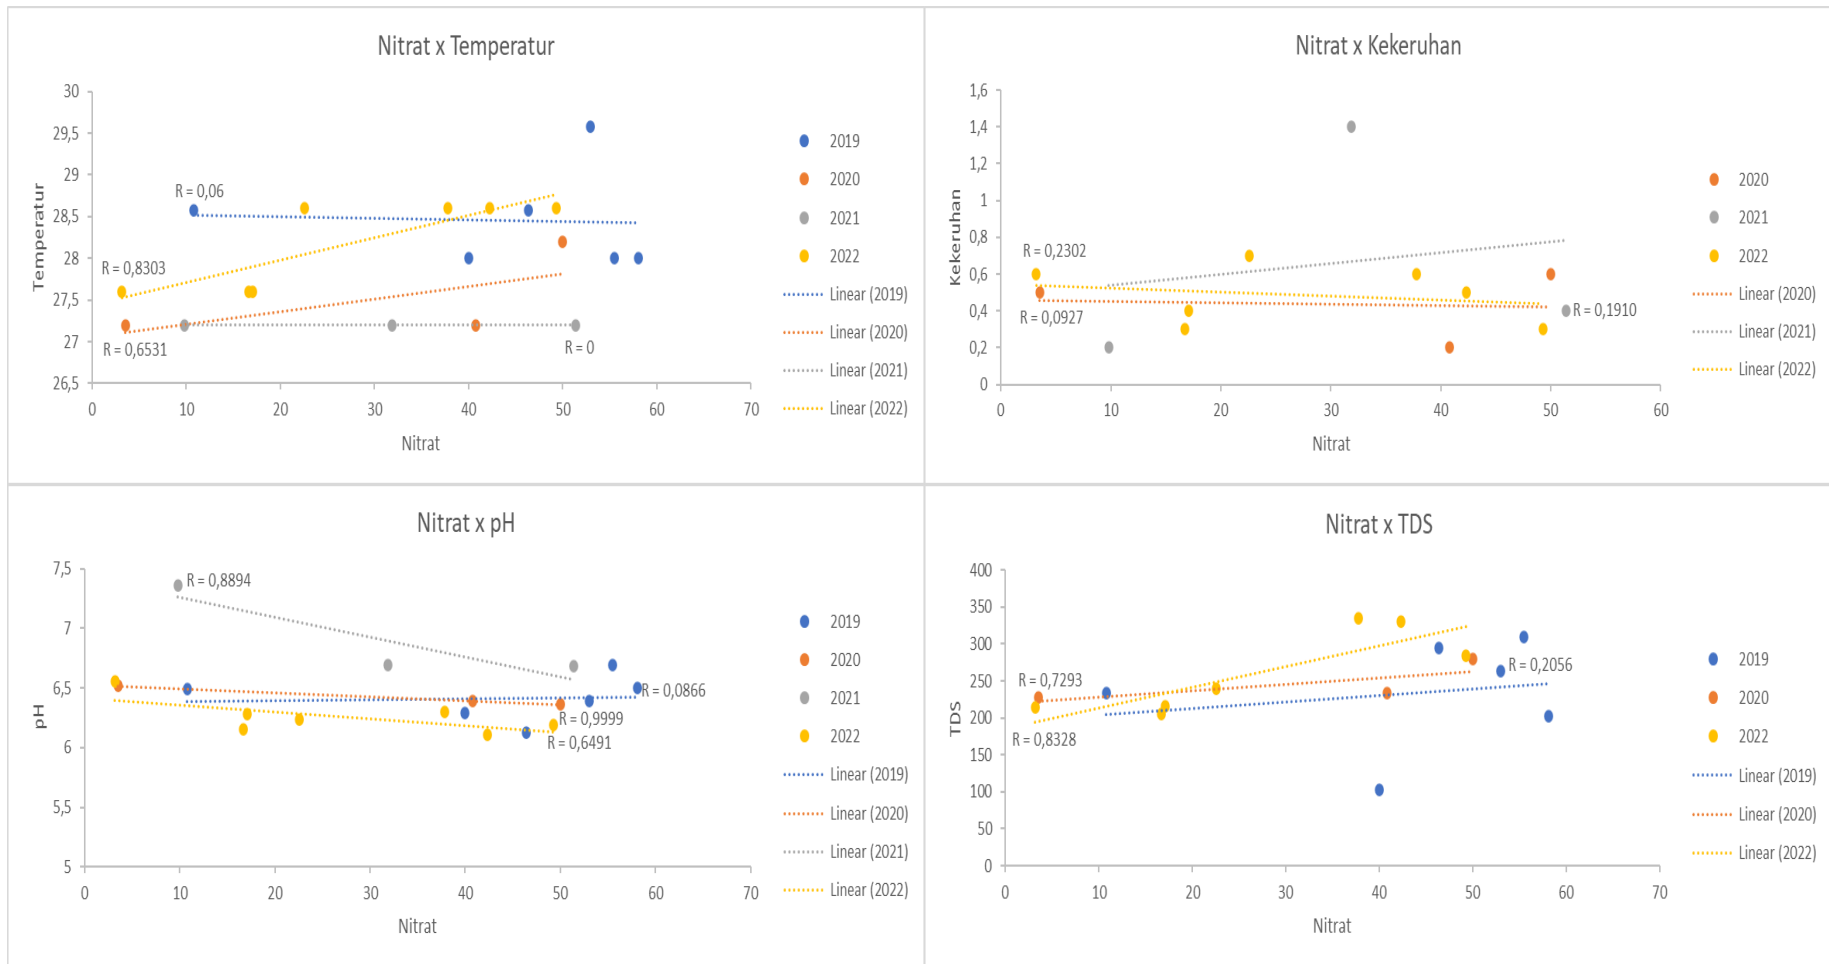 Nitrat x Temperatur
30
29,5
29
28,5
28
27,5
27
26,5
0 10 20 30 40 50 60 70
Temperatur
Nitrat
R = 0,06
R = 0,8303
R = 0,6531
R = 0
2019
2020
2021
2022
Linear (2019)
Linear (2020)
Linear (2021)
Linear (2022)
Nitrat x Kekeruhan
1,6
1,4
1,2
1
0,8
0,6
0,4
0,2
0
0 10 20 30 40 50 60
Kekeruhan
Nitrat
R = 0,2302
R = 0,0927
R = 0,1910
2020
2021
2022
Linear (2020)
Linear (2021)
Linear (2022)
Nitrat x pH
7,5
7
6,5
6
5,5
5
0 10 20 30 40 50 60 70
pH
Nitrat
R = 0,8894
R = 0,0866
R = 0,9999
R = 0,6491
2019
2020
2021
2022
Linear (2019)
Linear (2020)
Linear (2021)
Linear (2022)
Nitrat x TDS
400
350
300
250
200
150
100
50
0
0 10 20 30 40 50 60 70
TDS
Nitrat
R = 0,7293
R = 0,8328
R = 0,2056
2019
2020
2022
Linear (2019)
Linear (2020)
Linear (2022)